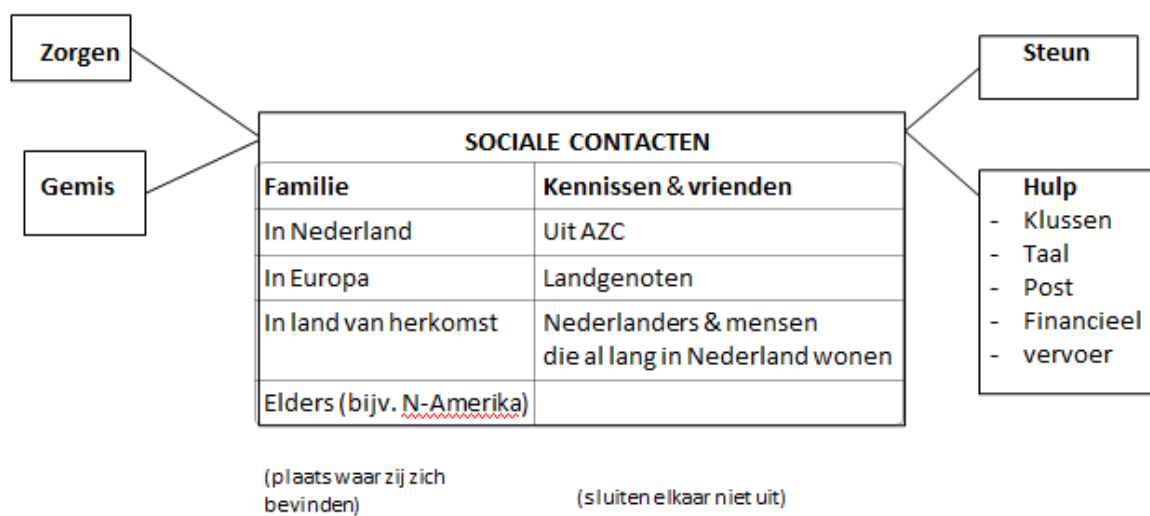 Zorgen
Gemis
SOCIALE CONTACTEN
Familie
Kennissen & vrienden
In Nederland
Uit AZC
In Europa
Landgenoten
In land van herkomst
Nederlanders & mensen
die al lang in Nederland wonen
Elders (bijv. N-Amerika)
(plaats waar zij zich
bevinden)
(sluiten elkaar niet uit)
Steun
Hulp
- Klussen
- Taal
- Post
- Financieel
- vervoer